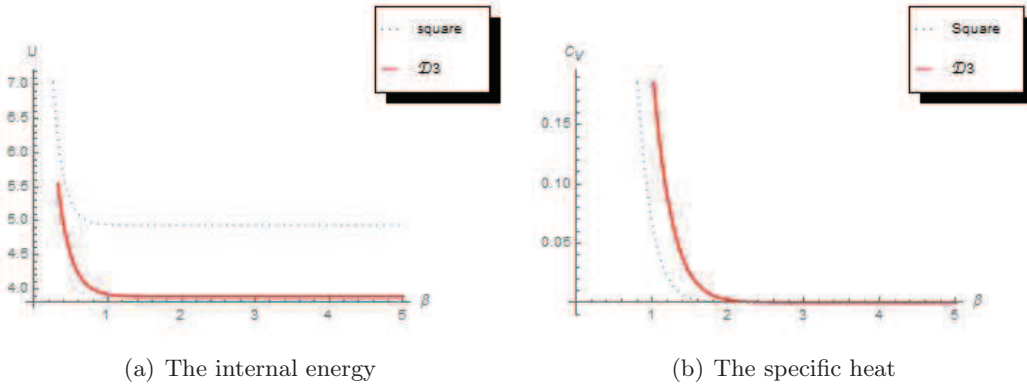 square
𝒟3
U
7.0
6.5
6.0
5.5
5.0
4.5
4.0
1 2 3 4 5 β
(a) The internal energy
Square
𝒟3
C_V
0.15
0.10
0.05
1 2 3 4 5 β
(b) The specific heat